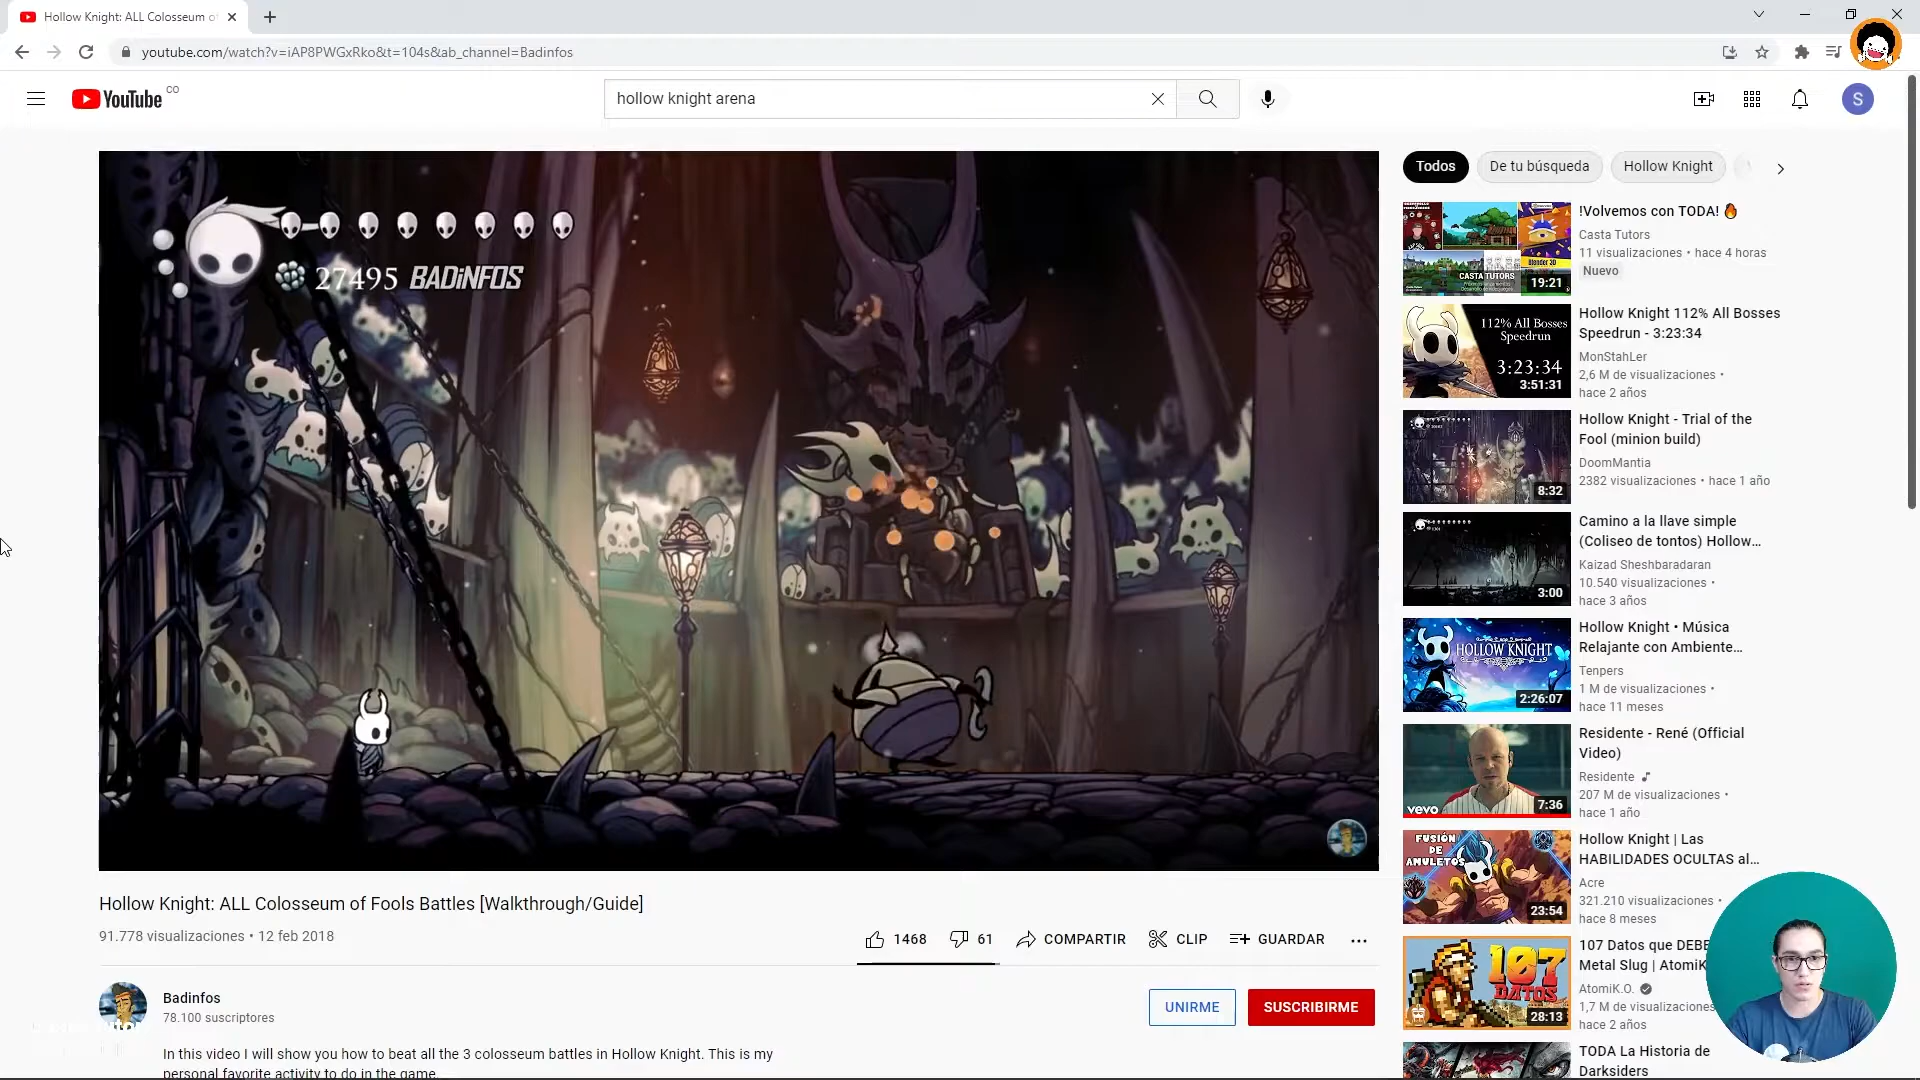 Hollow Knight: ALL Colosseum of
youtube.com/watch?v=iAP8PWGxRko&t=104s&ab_channel=Badinfos
YouTube CO
hollow knight arena
S
27495 BADiNFOS
Hollow Knight: ALL Colosseum of Fools Battles [Walkthrough/Guide]
91.778 visualizaciones • 12 feb 2018
1468
61
COMPARTIR
CLIP
GUARDAR
Badinfos
78.100 suscriptores
UNIRME
SUSCRIBIRME
In this video I will show you how to beat all the 3 colosseum battles in Hollow Knight. This is my
personal favorite activity to do in the game.
Todos
De tu búsqueda
Hollow Knight
CASTA TUTORS
Blender 3D
19:21
!Volvemos con TODA! 🔥
Casta Tutors
11 visualizaciones • hace 4 horas
Nuevo
112% All Bosses
Speedrun
3:23:34
3:51:31
Hollow Knight 112% All Bosses
Speedrun - 3:23:34
MonStahLer
2,6 M de visualizaciones •
hace 2 años
8:32
Hollow Knight - Trial of the
Fool (minion build)
DoomMantia
2382 visualizaciones • hace 1 año
3:00
Camino a la llave simple
(Coliseo de tontos) Hollow...
Kaizad Sheshbaradaran
10.540 visualizaciones •
hace 3 años
HOLLOW KNIGHT
2:26:07
Hollow Knight • Música
Relajante con Ambiente...
Tenpers
1 M de visualizaciones •
hace 11 meses
vevo
7:36
Residente - René (Official
Video)
Residente
207 M de visualizaciones •
hace 1 año
FUSIÓN
DE
AMULETOS
23:54
Hollow Knight | Las
HABILIDADES OCULTAS al...
Acre
321.210 visualizaciones •
hace 8 meses
107
DATOS
28:13
107 Datos que DEBE
Metal Slug | AtomiK
AtomiK.O.
1,7 M de visualizaciones
hace 2 años
TODA La Historia de
Darksiders